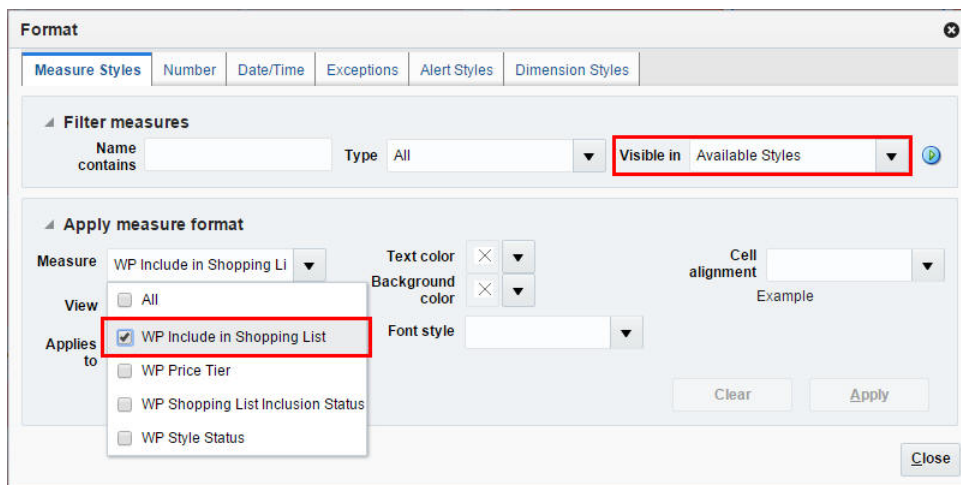 Format
Measure Styles Number Date/Time Exceptions Alert Styles Dimension Styles
Filter measures
Name contains Type All Visible in Available Styles
Apply measure format
Measure WP Include in Shopping Li
Text color
Cell alignment
Example
Background color
View
All
Font style
Applies to
WP Include in Shopping List
WP Price Tier
WP Shopping List Inclusion Status
WP Style Status
Clear Apply
Close